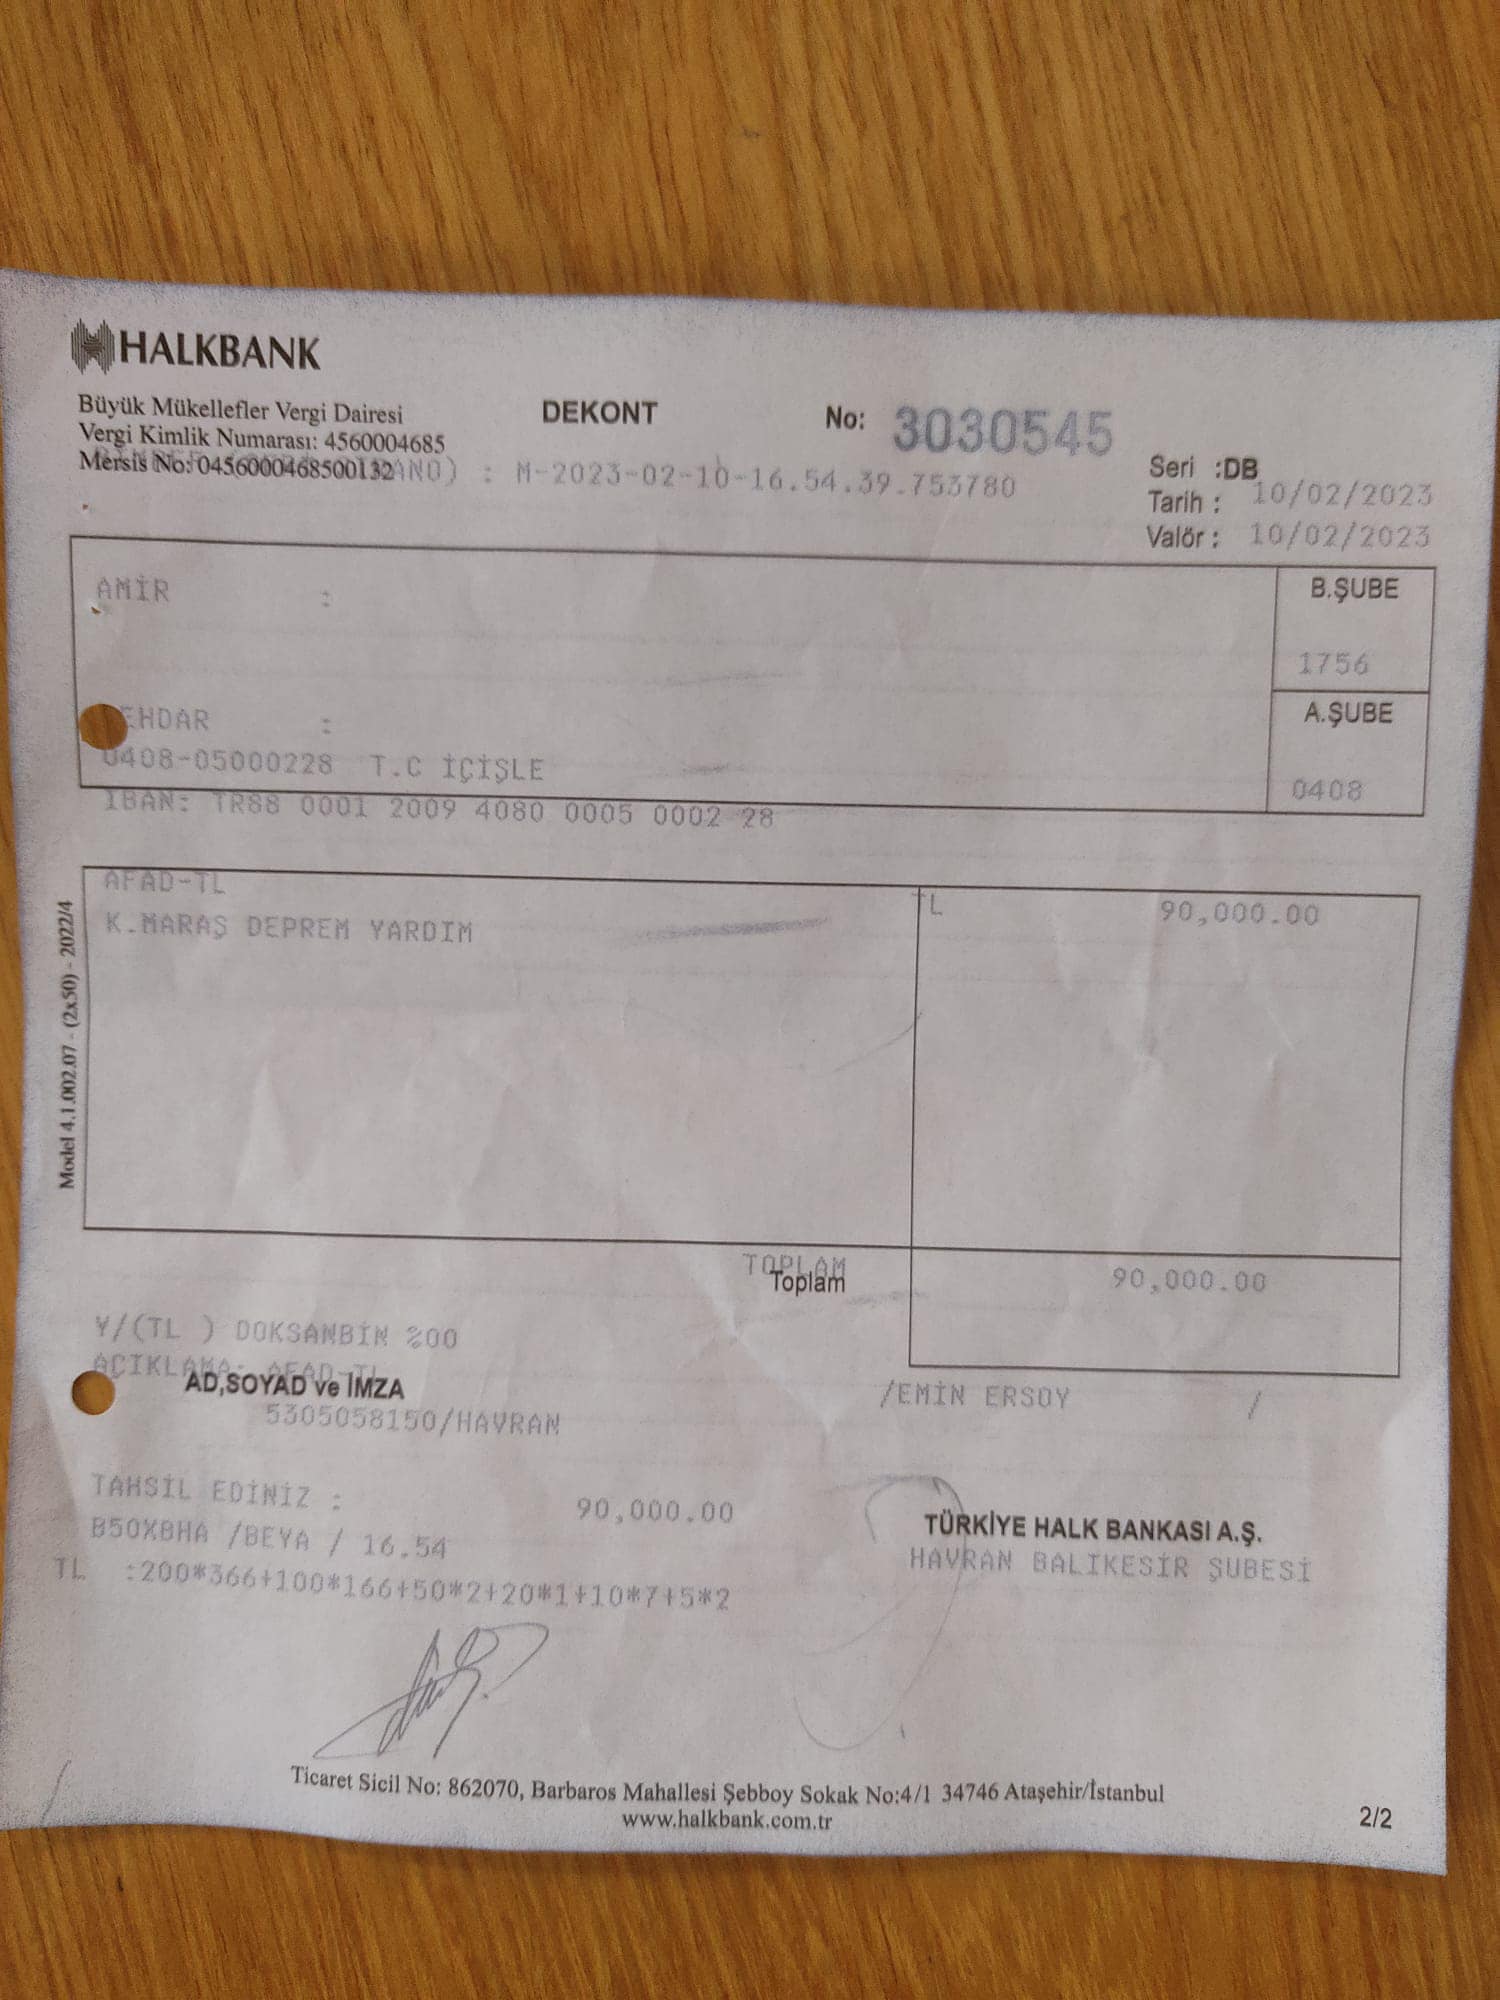 HALKBANK
Büyük Mükellefler Vergi Dairesi
Vergi Kimlik Numarası: 4560004685
Mersis No: 0456000468500132 ANO) : M-2023-02-10-16.54.39.753780
DEKONT
No: 3030545
Seri :DB
Tarih : 10/02/2023
Valör : 10/02/2023
AMİR :
B.ŞUBE
1756
EHDAR :
A.ŞUBE
0408-05000228 T.C İÇİŞLE
0408
IBAN: TR88 0001 2009 4080 0005 0002 28
AFAD-TL
TL 90,000.00
K.MARAŞ DEPREM YARDIM
Model 4.1.002.07 - (2x50) - 2022/4
TOPLAM
Toplam
90,000.00
Y/(TL ) DOKSANBİN %00
AÇIKLAMA: AFAD-TL
AD,SOYAD ve İMZA
/EMİN ERSOY /
5305058150/HAVRAN
TAHSİL EDİNİZ : 90,000.00
B50XBHA /BEYA / 16.54
TL :200*366+100*166+50*2+20*1+10*7+5*2
TÜRKİYE HALK BANKASI A.Ş.
HAVRAN BALIKESİR ŞUBESİ
Ticaret Sicil No: 862070, Barbaros Mahallesi Şebboy Sokak No:4/1 34746 Ataşehir/İstanbul
www.halkbank.com.tr
2/2